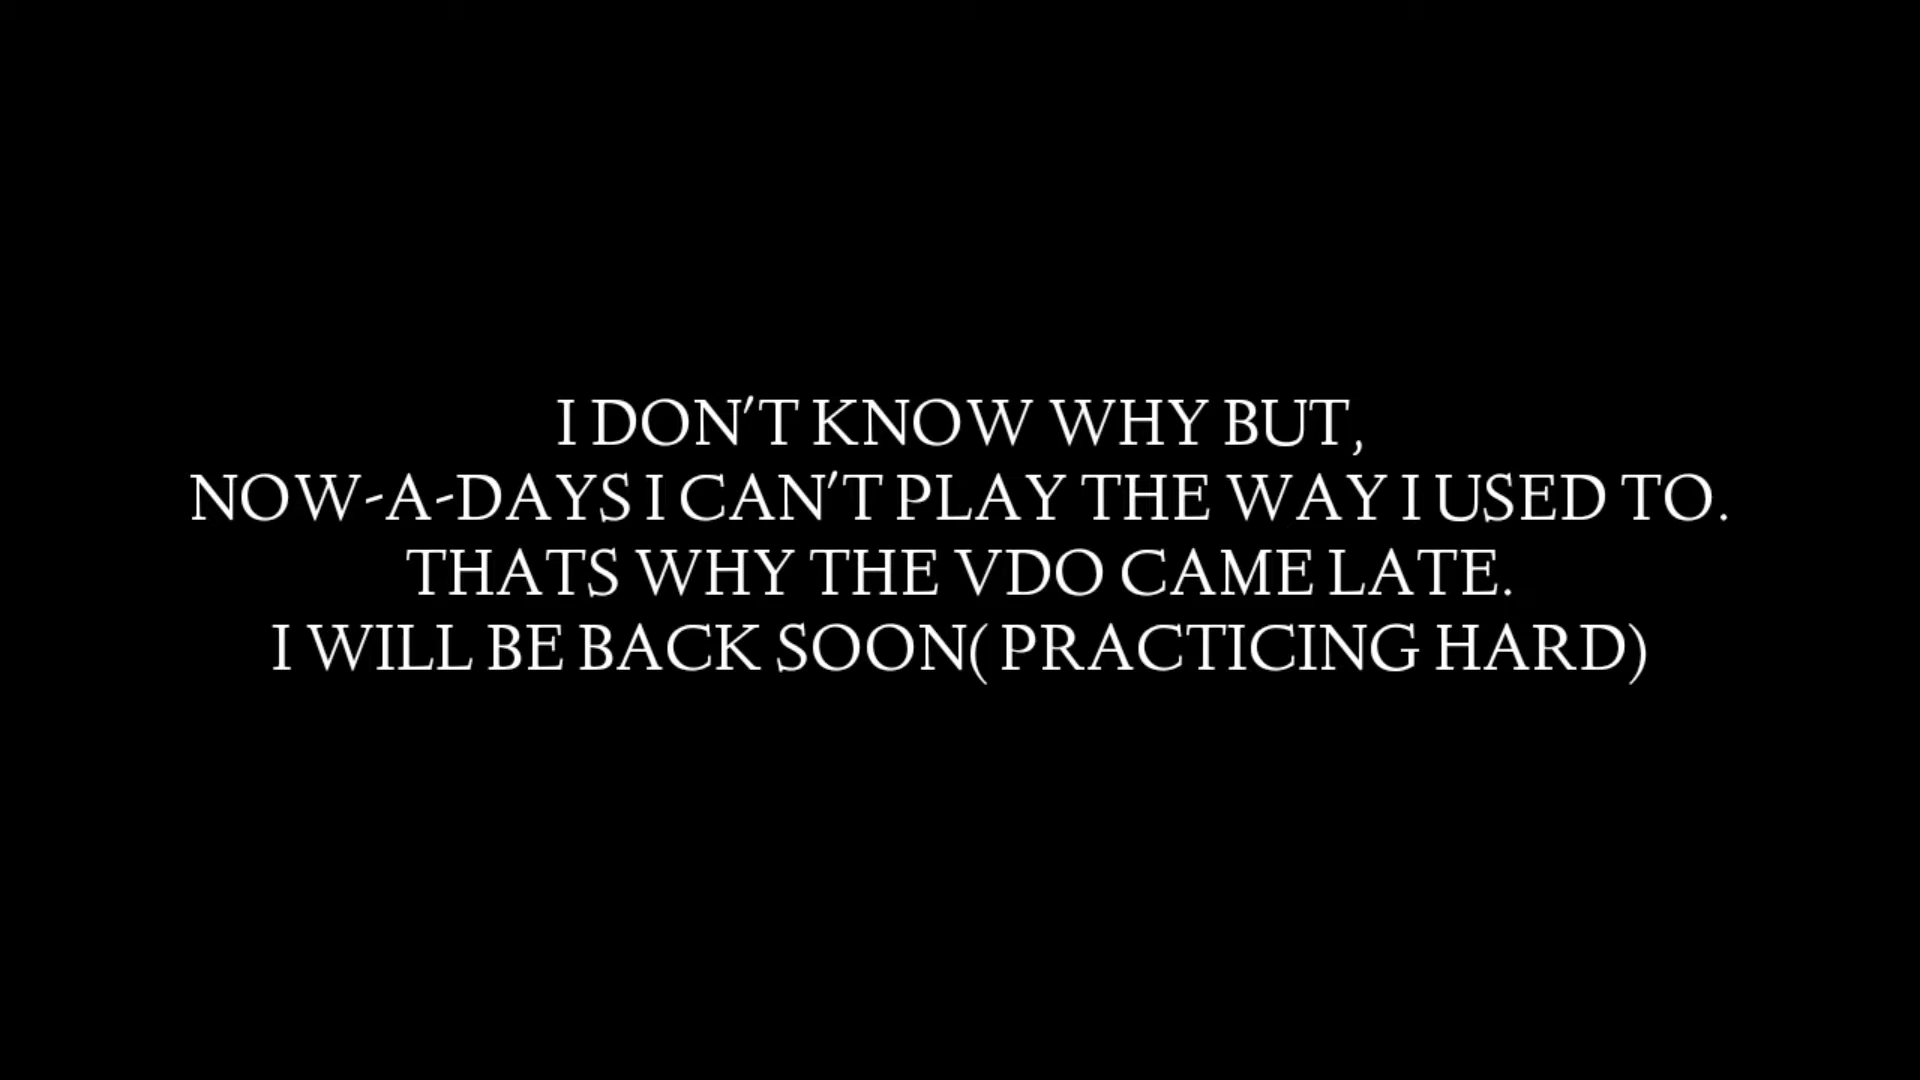 I DON'T KNOW WHY BUT,
NOW-A-DAYS I CAN'T PLAY THE WAY I USED TO.
THATS WHY THE VDO CAME LATE.
I WILL BE BACK SOON( PRACTICING HARD)